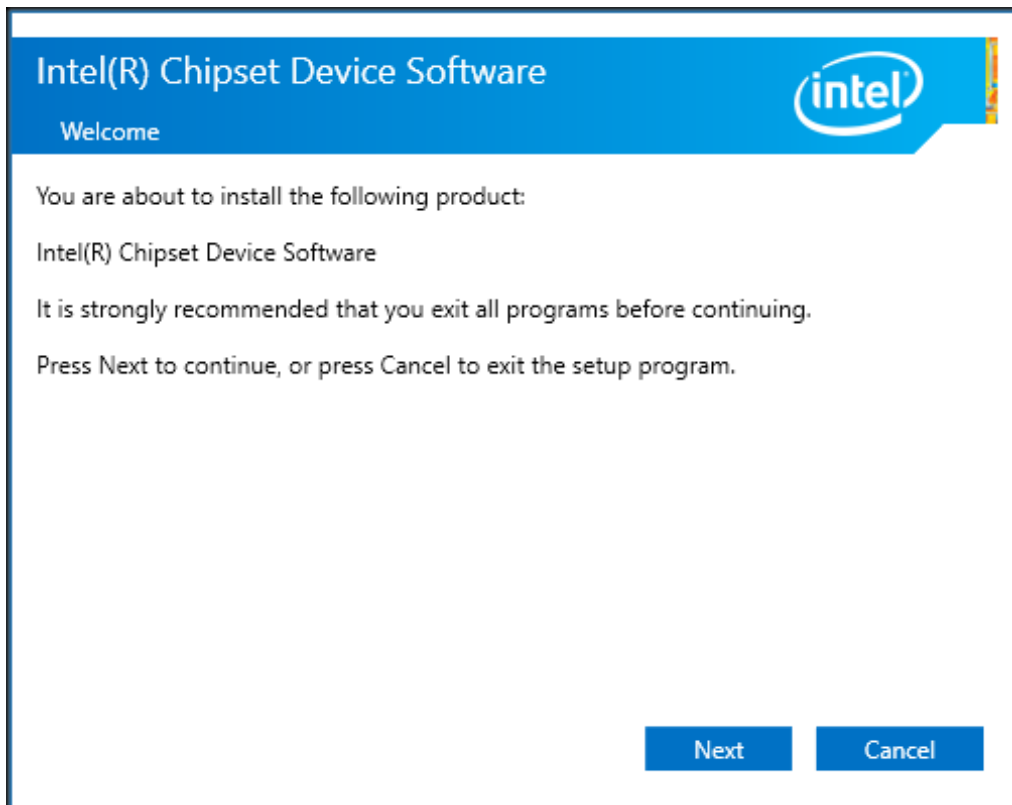 Intel(R) Chipset Device Software
intel
Welcome
You are about to install the following product:
Intel(R) Chipset Device Software
It is strongly recommended that you exit all programs before continuing.
Press Next to continue, or press Cancel to exit the setup program.
Next
Cancel